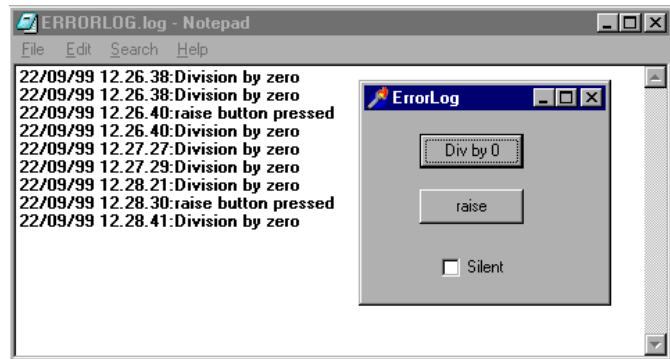 ERRORLOG.log - Notepad
File Edit Search Help
22/09/99 12.26.38:Division by zero
22/09/99 12.26.38:Division by zero
22/09/99 12.26.40:raise button pressed
22/09/99 12.26.40:Division by zero
22/09/99 12.27.27:Division by zero
22/09/99 12.27.29:Division by zero
22/09/99 12.28.21:Division by zero
22/09/99 12.28.30:raise button pressed
22/09/99 12.28.41:Division by zero
ErrorLog
Div by 0
raise
Silent